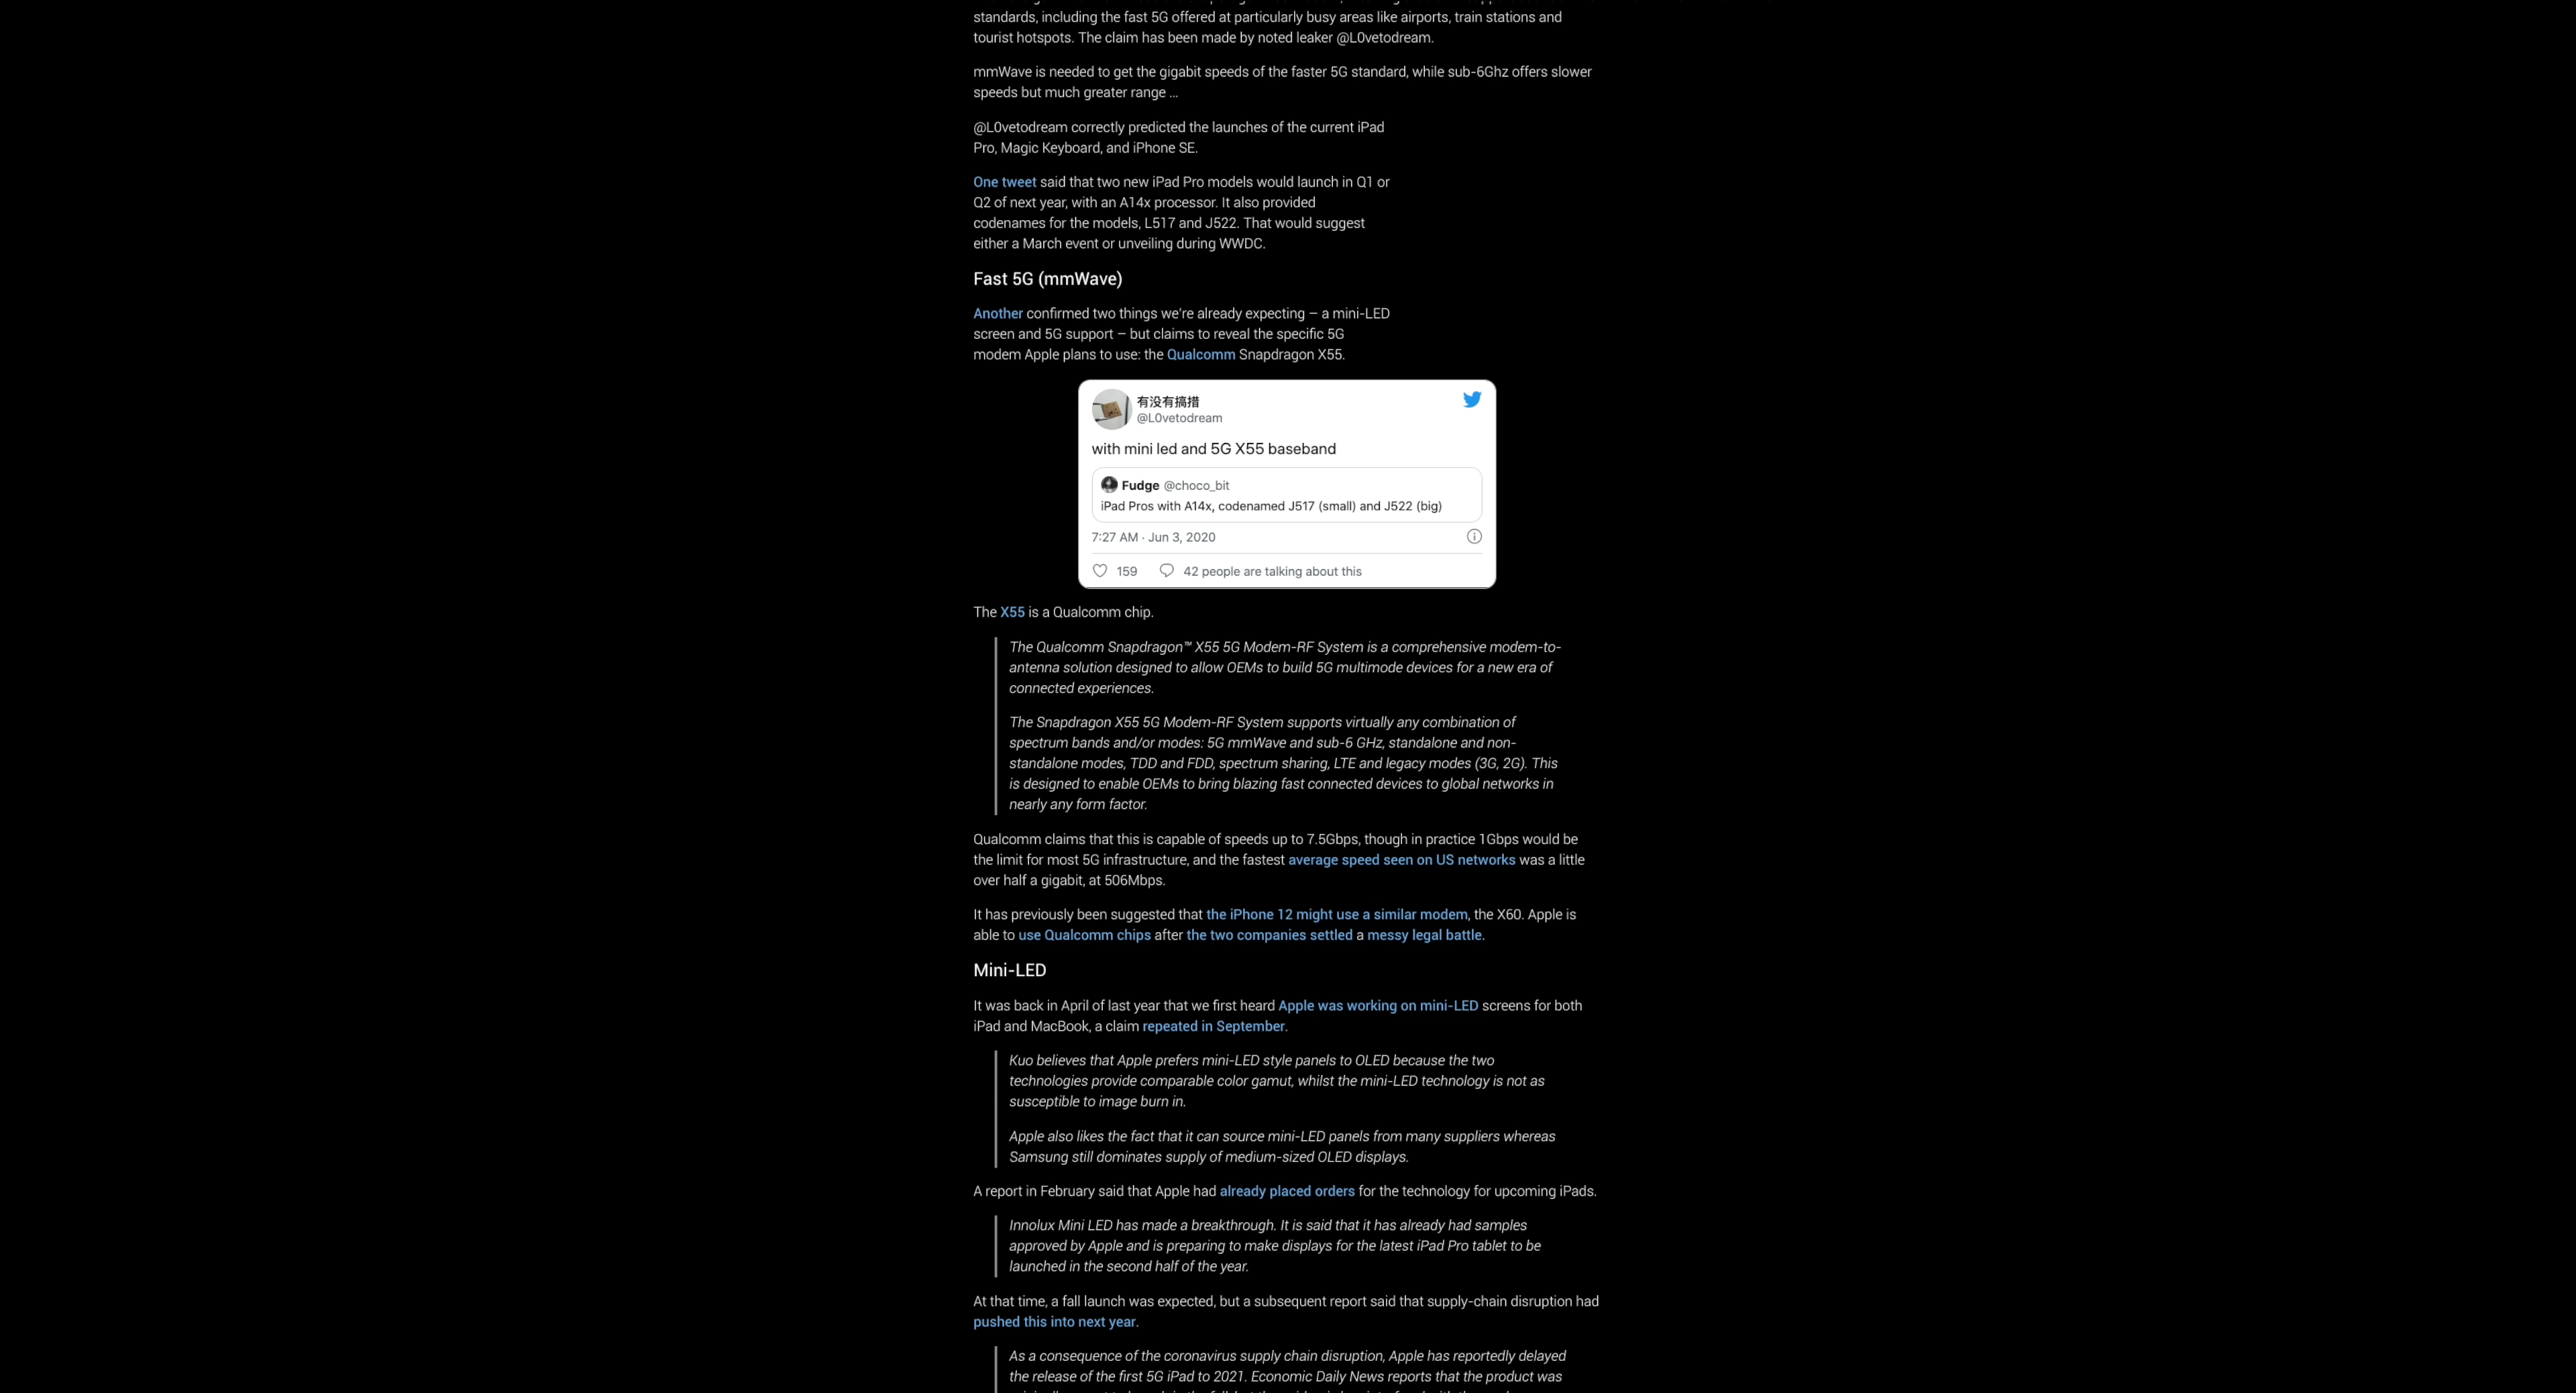 standards, including the fast 5G offered at particularly busy areas like airports, train stations and
tourist hotspots. The claim has been made by noted leaker @L0vetodream.
mmWave is needed to get the gigabit speeds of the faster 5G standard, while sub-6Ghz offers slower
speeds but much greater range ...
@L0vetodream correctly predicted the launches of the current iPad
Pro, Magic Keyboard, and iPhone SE.
One tweet said that two new iPad Pro models would launch in Q1 or
Q2 of next year, with an A14x processor. It also provided
codenames for the models, L517 and J522. That would suggest
either a March event or unveiling during WWDC.
Fast 5G (mmWave)
Another confirmed two things we're already expecting – a mini-LED
screen and 5G support – but claims to reveal the specific 5G
modem Apple plans to use: the Qualcomm Snapdragon X55.
有没有搞措
@L0vetodream
with mini led and 5G X55 baseband
Fudge @choco_bit
iPad Pros with A14x, codenamed J517 (small) and J522 (big)
7:27 AM · Jun 3, 2020
159 42 people are talking about this
The X55 is a Qualcomm chip.
The Qualcomm Snapdragon™ X55 5G Modem-RF System is a comprehensive modem-to-
antenna solution designed to allow OEMs to build 5G multimode devices for a new era of
connected experiences.
The Snapdragon X55 5G Modem-RF System supports virtually any combination of
spectrum bands and/or modes: 5G mmWave and sub-6 GHz, standalone and non-
standalone modes, TDD and FDD, spectrum sharing, LTE and legacy modes (3G, 2G). This
is designed to enable OEMs to bring blazing fast connected devices to global networks in
nearly any form factor.
Qualcomm claims that this is capable of speeds up to 7.5Gbps, though in practice 1Gbps would be
the limit for most 5G infrastructure, and the fastest average speed seen on US networks was a little
over half a gigabit, at 506Mbps.
It has previously been suggested that the iPhone 12 might use a similar modem, the X60. Apple is
able to use Qualcomm chips after the two companies settled a messy legal battle.
Mini-LED
It was back in April of last year that we first heard Apple was working on mini-LED screens for both
iPad and MacBook, a claim repeated in September.
Kuo believes that Apple prefers mini-LED style panels to OLED because the two
technologies provide comparable color gamut, whilst the mini-LED technology is not as
susceptible to image burn in.
Apple also likes the fact that it can source mini-LED panels from many suppliers whereas
Samsung still dominates supply of medium-sized OLED displays.
A report in February said that Apple had already placed orders for the technology for upcoming iPads.
Innolux Mini LED has made a breakthrough. It is said that it has already had samples
approved by Apple and is preparing to make displays for the latest iPad Pro tablet to be
launched in the second half of the year.
At that time, a fall launch was expected, but a subsequent report said that supply-chain disruption had
pushed this into next year.
As a consequence of the coronavirus supply chain disruption, Apple has reportedly delayed
the release of the first 5G iPad to 2021. Economic Daily News reports that the product was